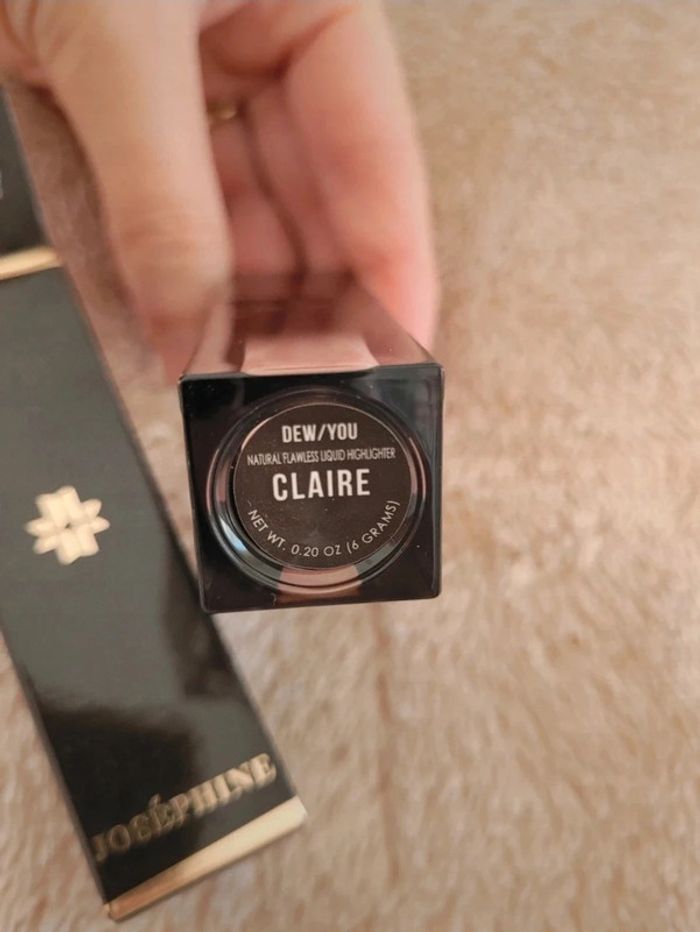 DEW/YOU
NATURAL FLAWLESS LIQUID HIGHLIGHTER
CLAIRE
NET WT. 0.20 OZ (6 GRAMS)
JOSÉPHINE